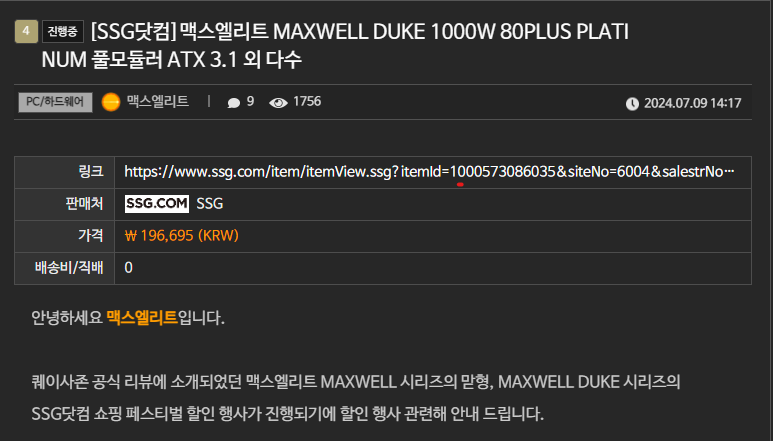 4 진행중 [SSG닷컴] 맥스엘리트 MAXWELL DUKE 1000W 80PLUS PLATI
NUM 풀모듈러 ATX 3.1 외 다수
PC/하드웨어 맥스엘리트 | 9 1756 2024.07.09 14:17
링크 https://www.ssg.com/item/itemView.ssg?itemId=1000573086035&siteNo=6004&salestrNo…
판매처 SSG.COM SSG
가격 ₩ 196,695 (KRW)
배송비/직배 0
안녕하세요 맥스엘리트입니다.
퀘이사존 공식 리뷰에 소개되었던 맥스엘리트 MAXWELL 시리즈의 맏형, MAXWELL DUKE 시리즈의
SSG닷컴 쇼핑 페스티벌 할인 행사가 진행되기에 할인 행사 관련해 안내 드립니다.